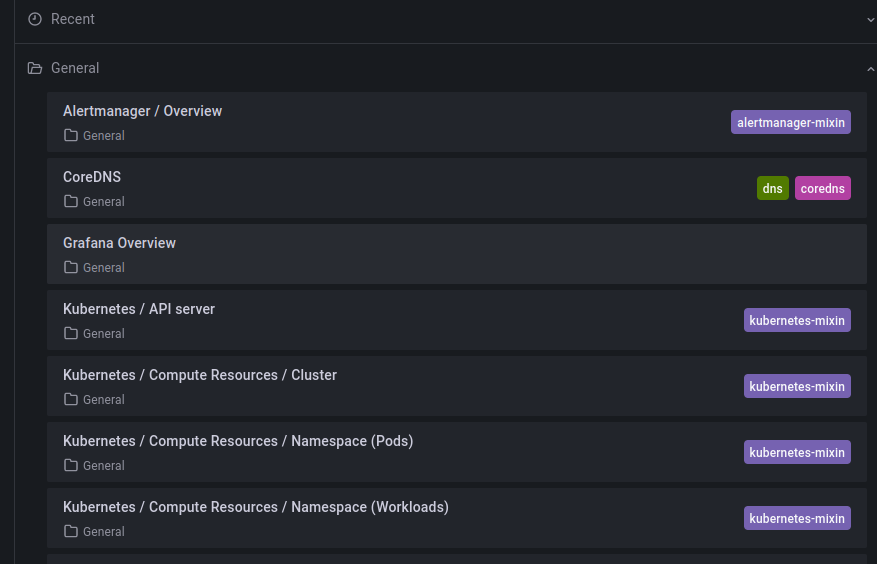 Recent
General
Alertmanager / Overview
General
alertmanager-mixin
CoreDNS
General
dns coredns
Grafana Overview
General
Kubernetes / API server
General
kubernetes-mixin
Kubernetes / Compute Resources / Cluster
General
kubernetes-mixin
Kubernetes / Compute Resources / Namespace (Pods)
General
kubernetes-mixin
Kubernetes / Compute Resources / Namespace (Workloads)
General
kubernetes-mixin